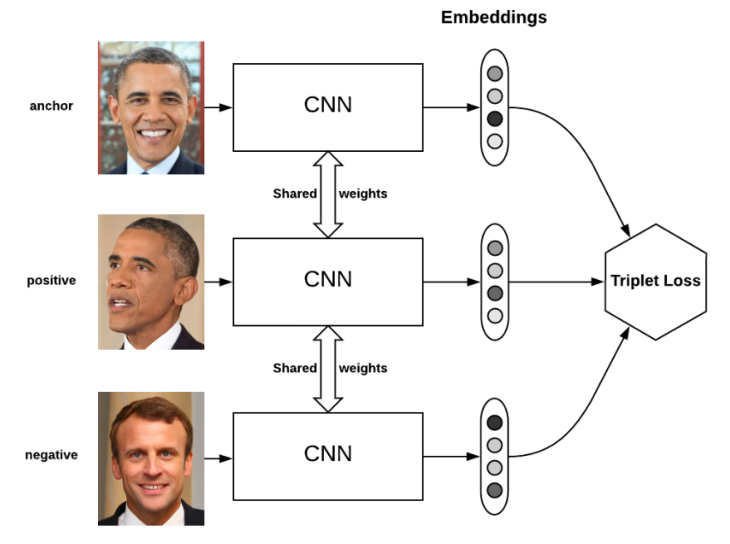 Embeddings
anchor
CNN
Shared weights
positive
CNN
Triplet Loss
Shared weights
negative
CNN